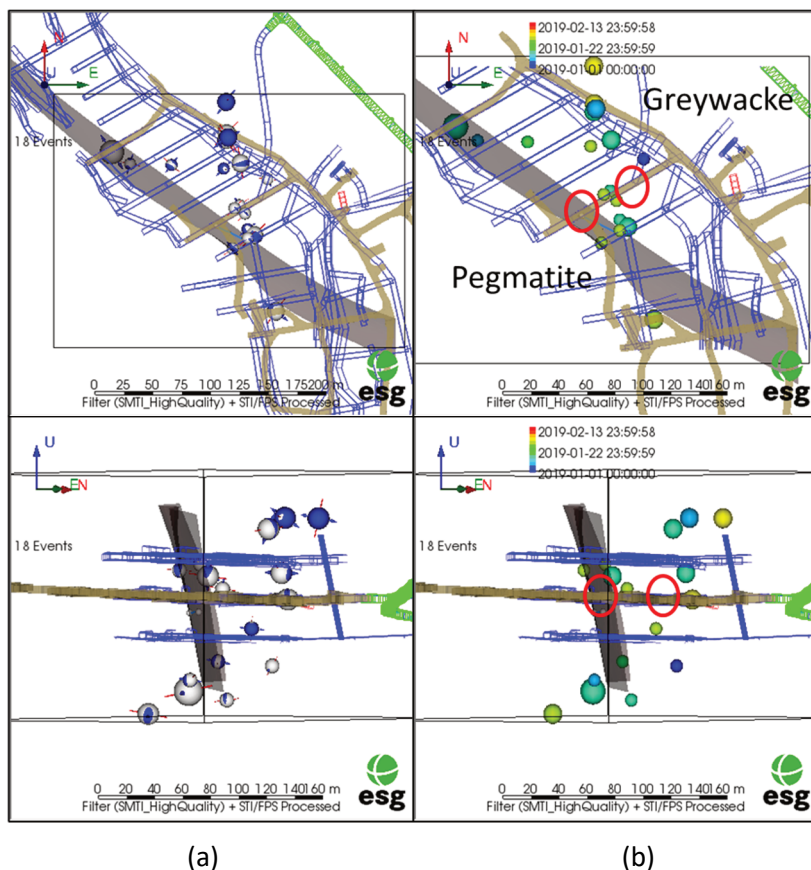 N
U
E
18 Events
0 25 50 75 100 125 150 175 200 m
Filter (SMTI_HighQuality) + STI/FPS Processed
esg
2019-02-13 23:59:58
2019-01-22 23:59:59
2019-01-01 00:00:00
N
U
E
18 Events
Greywacke
Pegmatite
0 20 40 60 80 100 120 140 160 m
Filter (SMTI_HighQuality) + STI/FPS Processed
esg
U
EN
18 Events
0 20 40 60 80 100 120 140 160 m
Filter (SMTI_HighQuality) + STI/FPS Processed
esg
2019-02-13 23:59:58
2019-01-22 23:59:59
2019-01-01 00:00:00
U
EN
18 Events
0 20 40 60 80 100 120 140 160 m
Filter (SMTI_HighQuality) + STI/FPS Processed
esg
(a)
(b)